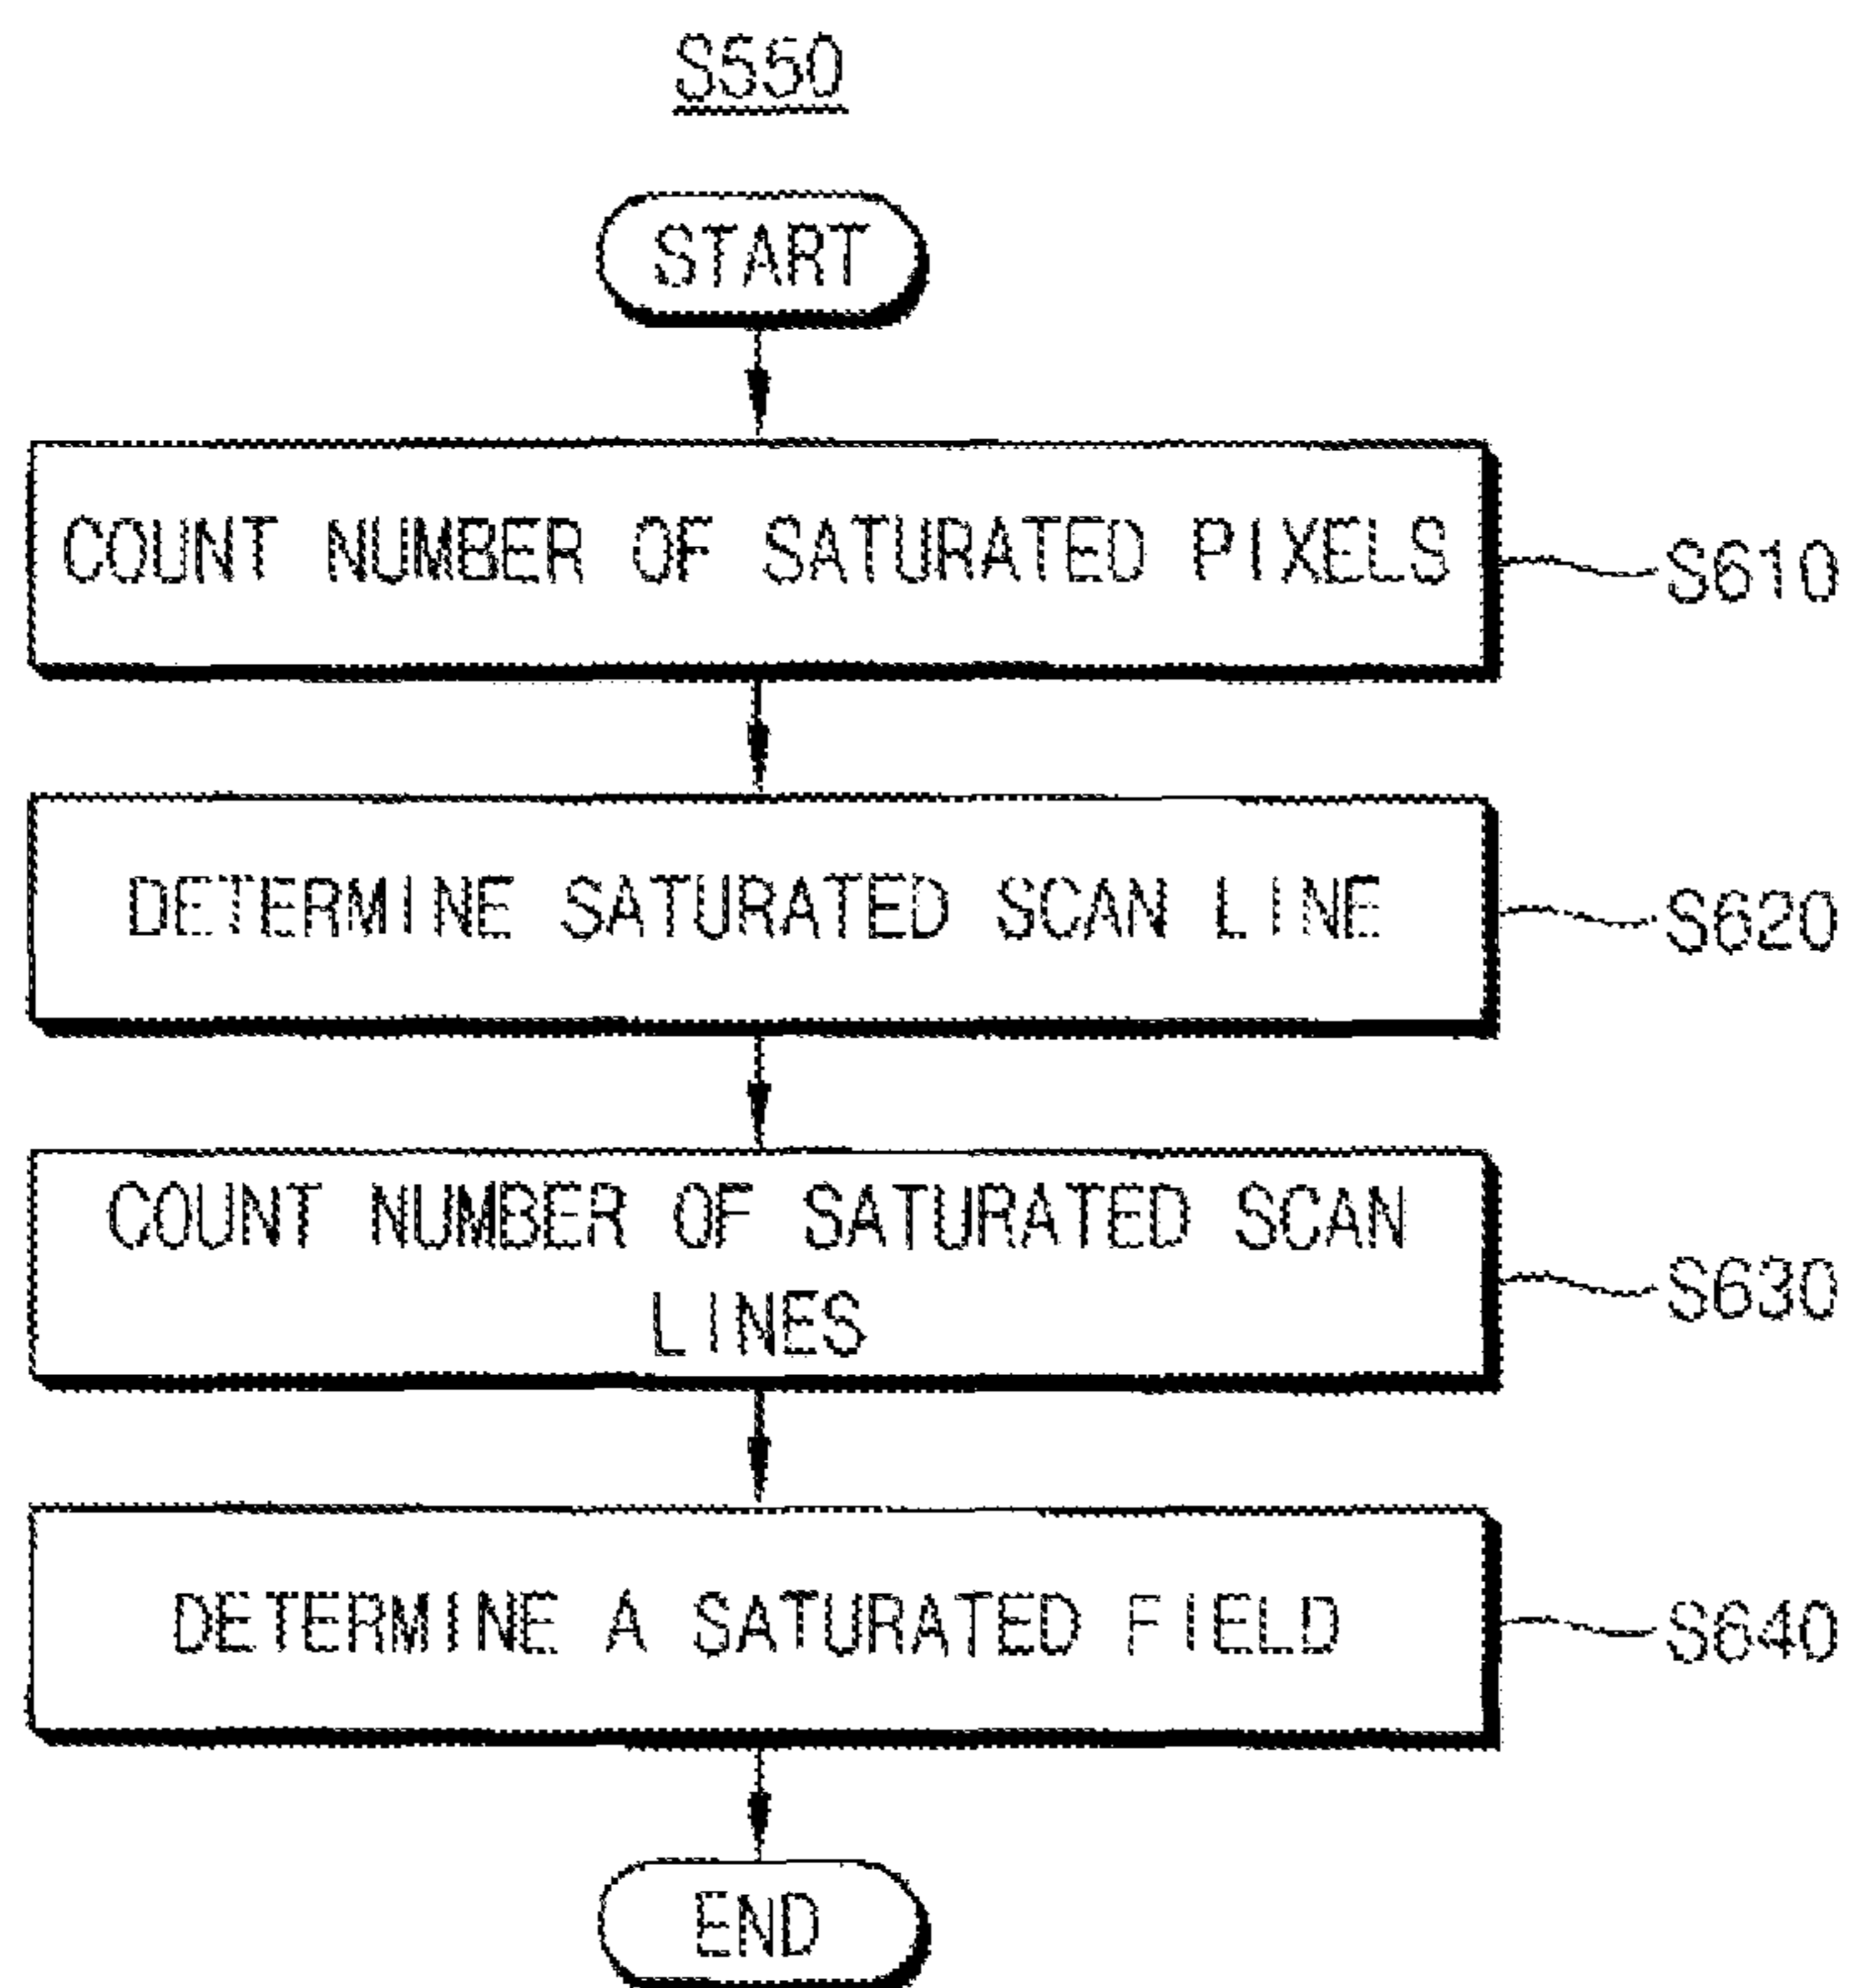 S550
START
COUNT NUMBER OF SATURATED PIXELS
S610
DETERMINE SATURATED SCAN LINE
S620
COUNT NUMBER OF SATURATED SCAN
LINES
S630
DETERMINE A SATURATED FIELD
S640
END